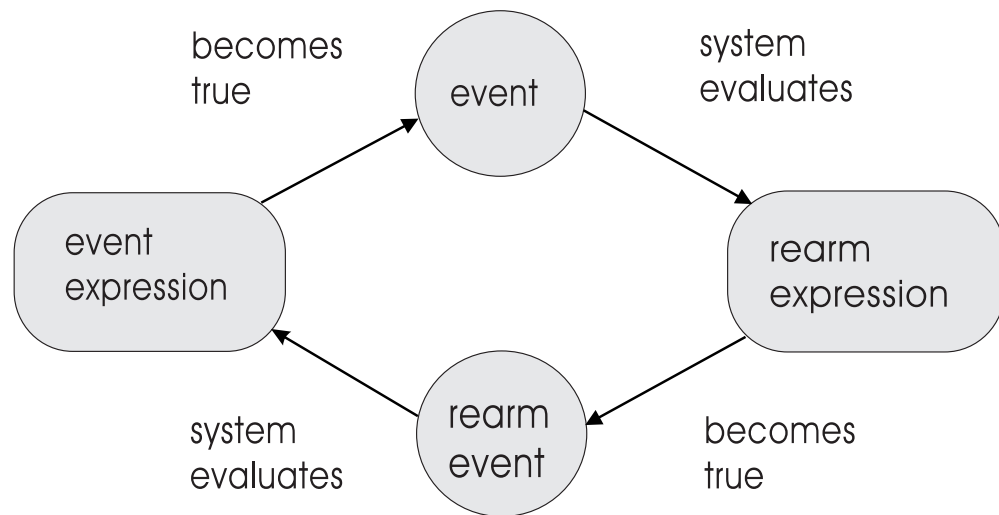 becomes
true
event
system
evaluates
event
expression
rearm
expression
system
evaluates
rearm
event
becomes
true